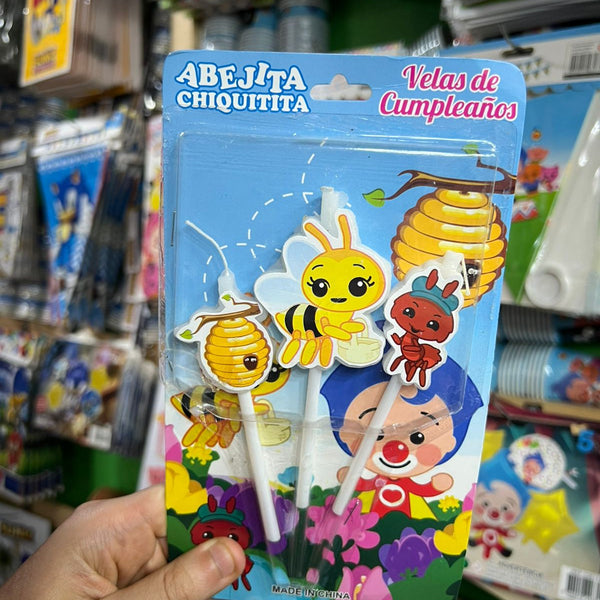 ABEJITA
CHIQUITITA
Velas de
Cumpleaños
MADE IN CHINA